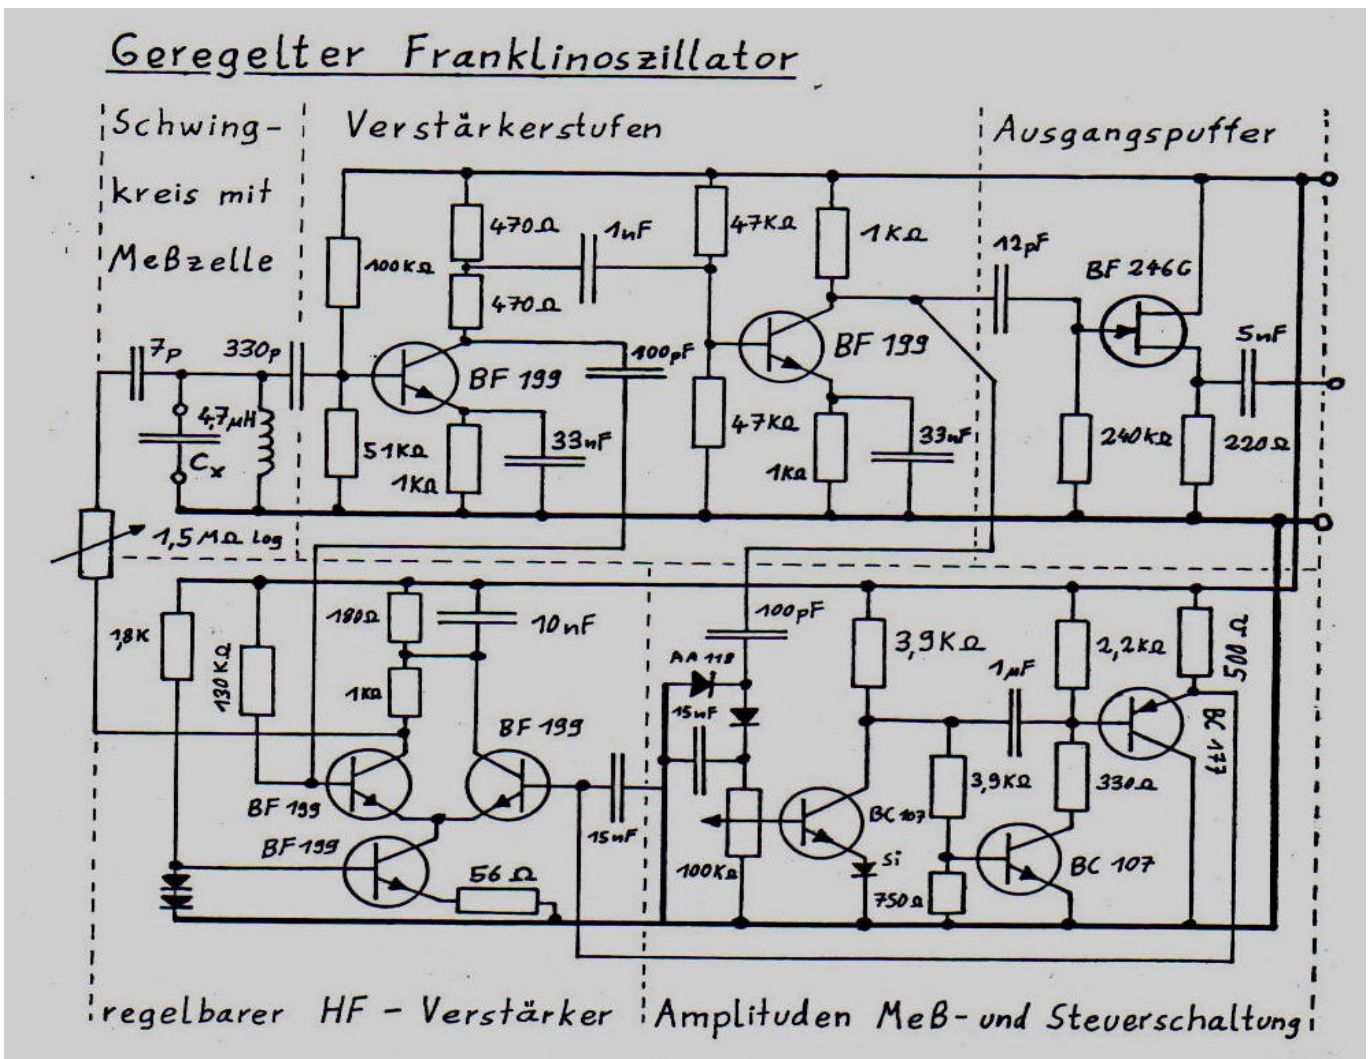 Geregelter Franklinoszillator
Schwing-
kreis mit
Meßzelle
Verstärkerstufen
Ausgangspuffer
470Ω
1nF
47KΩ
1KΩ
12pF
BF 246C
100KΩ
470Ω
5nF
7p
330p
BF 199
100pF
BF 199
4,7µH
Cx
51KΩ
1KΩ
33nF
47KΩ
1KΩ
33nF
240KΩ
220Ω
1,5 MΩ log
1,8K
130KΩ
180Ω
10nF
1KΩ
BF 199
BF 199
BF 199
56Ω
15nF
100pF
AA 118
15nF
3,9KΩ
1µF
2,2KΩ
500Ω
BC 177
3,9KΩ
330Ω
BC 107
Si
100KΩ
750Ω
BC 107
regelbarer HF - Verstärker
Amplituden Meß- und Steuerschaltung